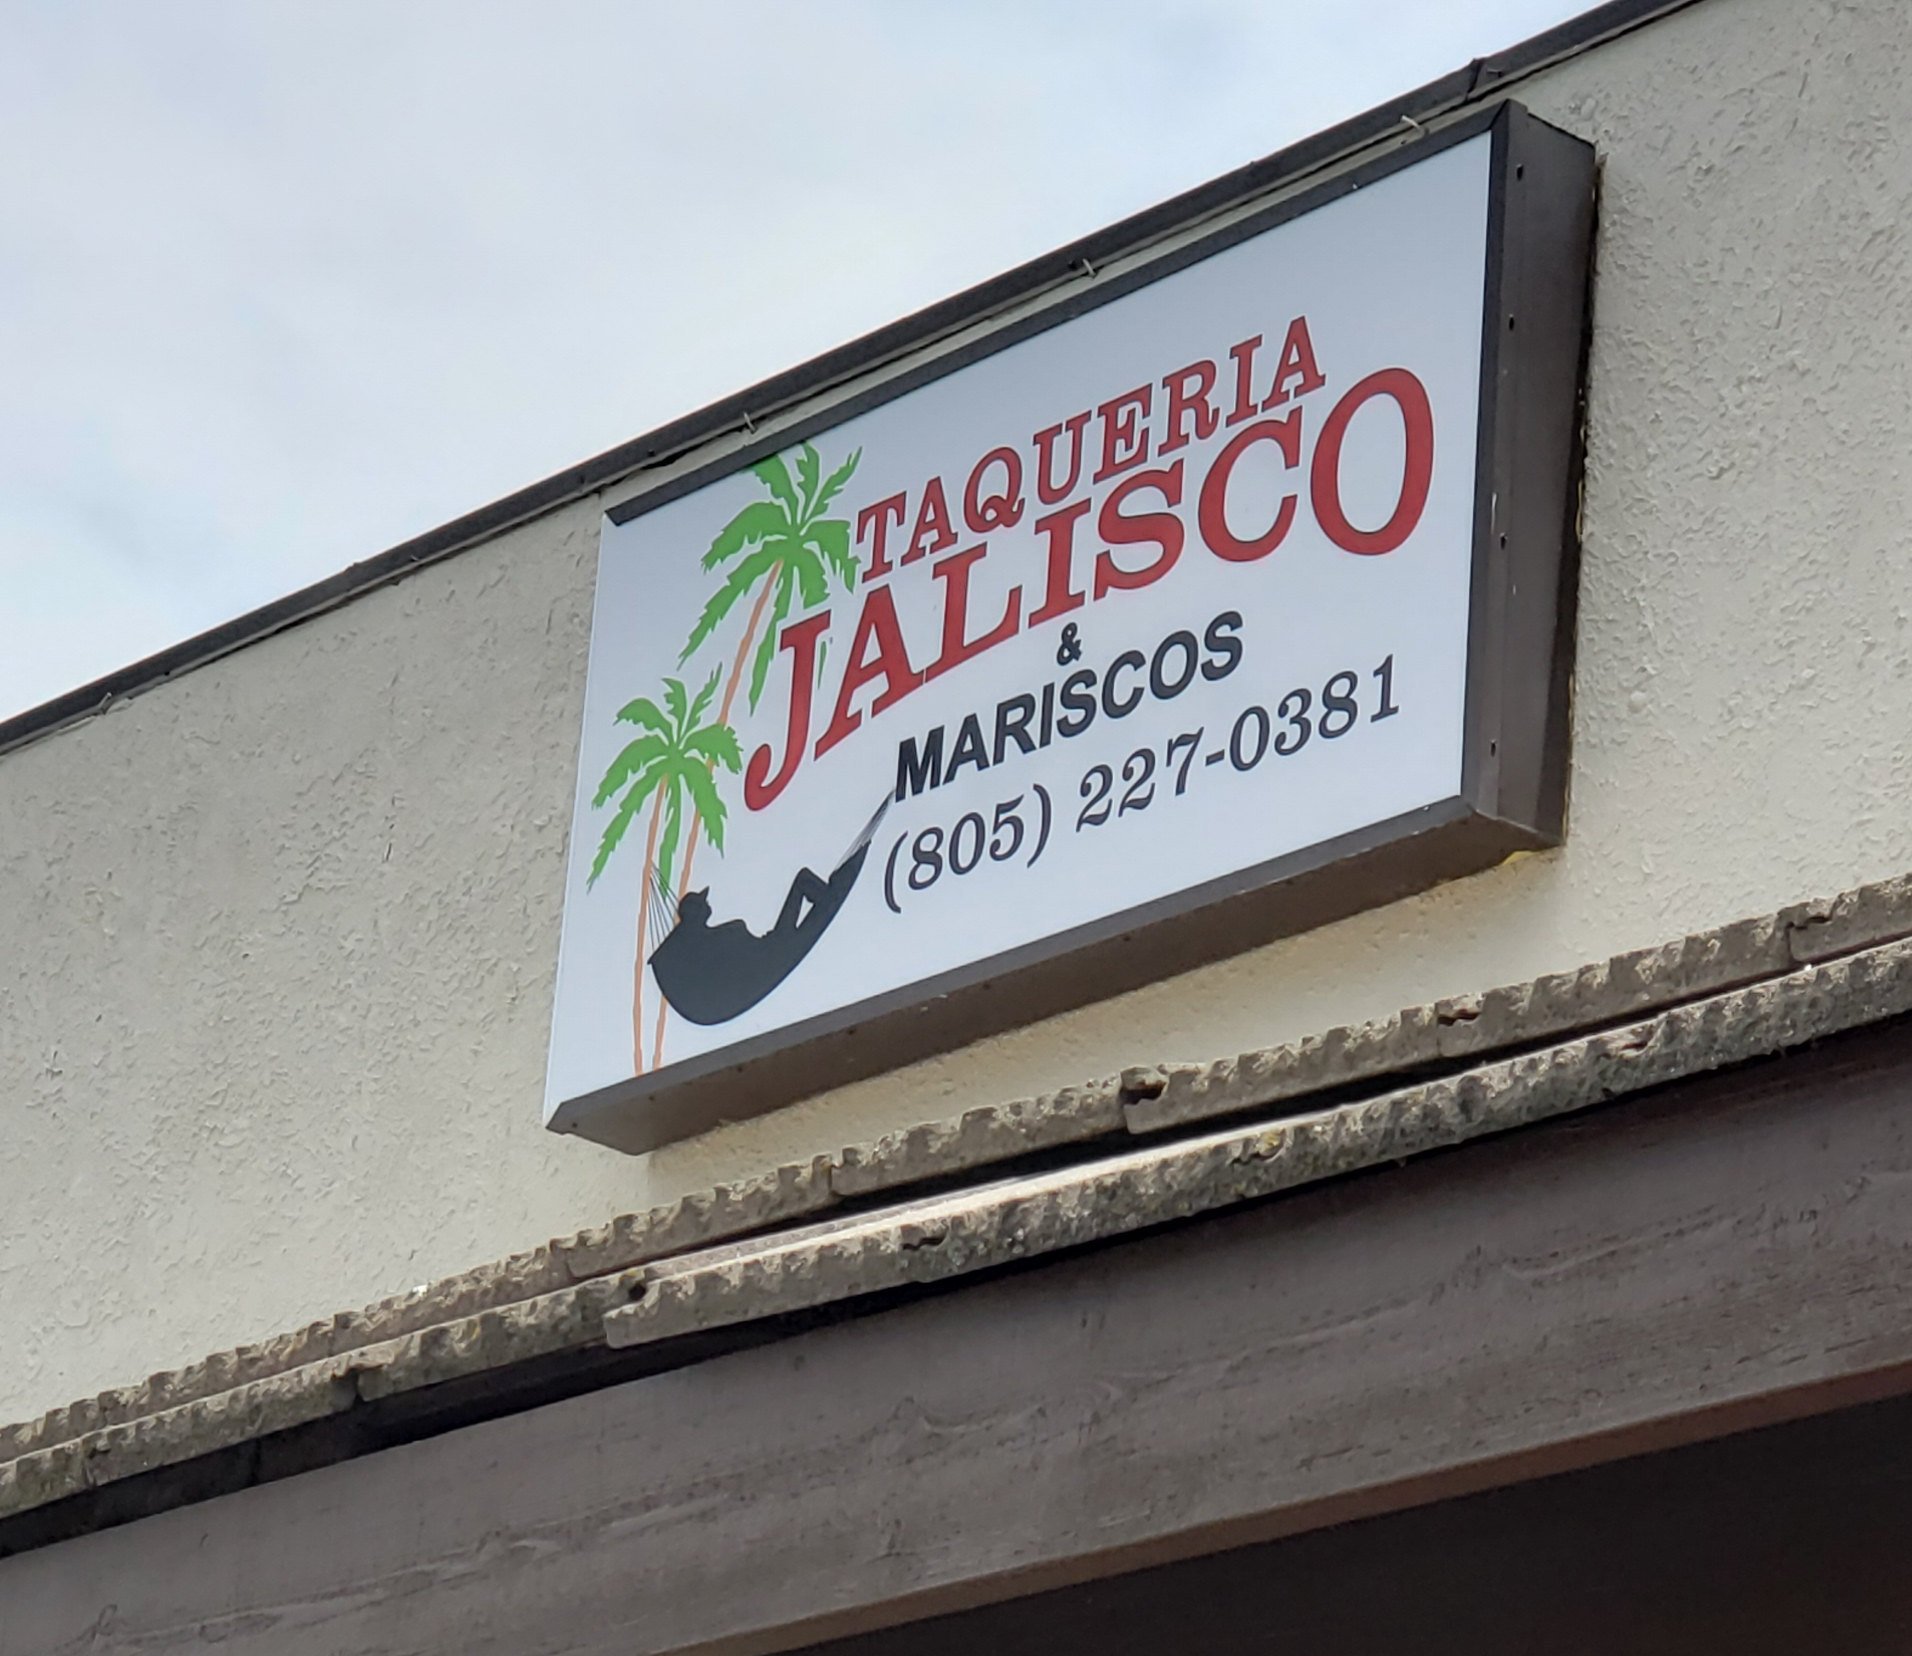 TAQUERIA
JALISCO
&
MARISCOS
(805) 227-0381